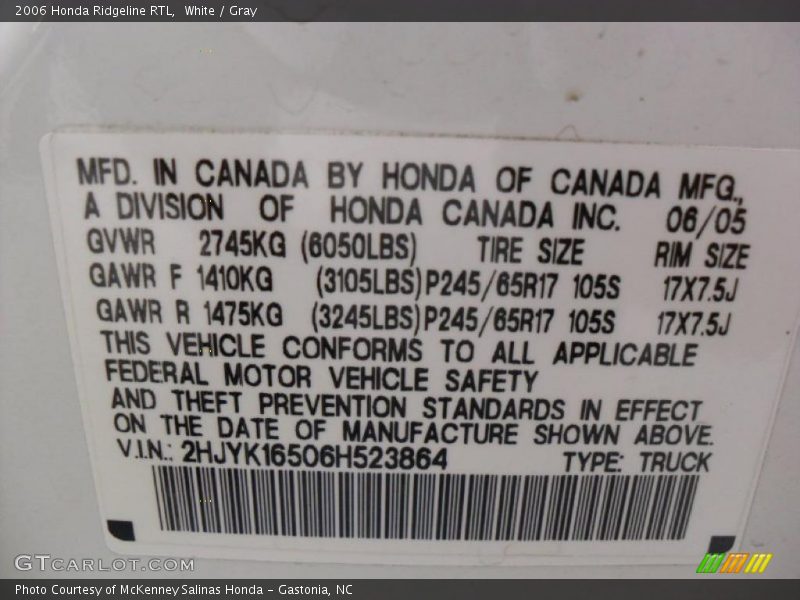 2006 Honda Ridgeline RTL,  White / Gray
MFD. IN CANADA BY HONDA OF CANADA MFG.,
A DIVISION OF HONDA CANADA INC. 06/05
GVWR 2745KG (6050LBS) TIRE SIZE RIM SIZE
GAWR F 1410KG (3105LBS) P245/65R17 105S 17X7.5J
GAWR R 1475KG (3245LBS) P245/65R17 105S 17X7.5J
THIS VEHICLE CONFORMS TO ALL APPLICABLE
FEDERAL MOTOR VEHICLE SAFETY
AND THEFT PREVENTION STANDARDS IN EFFECT
ON THE DATE OF MANUFACTURE SHOWN ABOVE.
V.I.N.: 2HJYK16506H523864 TYPE: TRUCK
GTCARLOT.COM
Photo Courtesy of McKenney Salinas Honda - Gastonia, NC